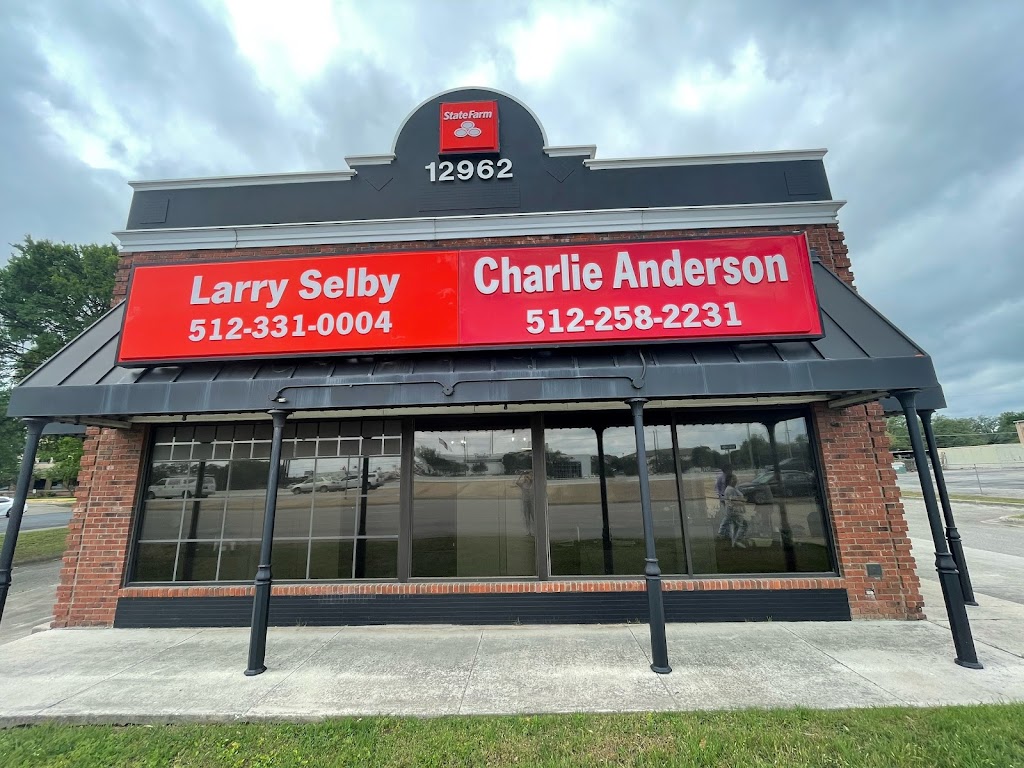 StateFarm
12962
Larry Selby
512-331-0004
Charlie Anderson
512-258-2231